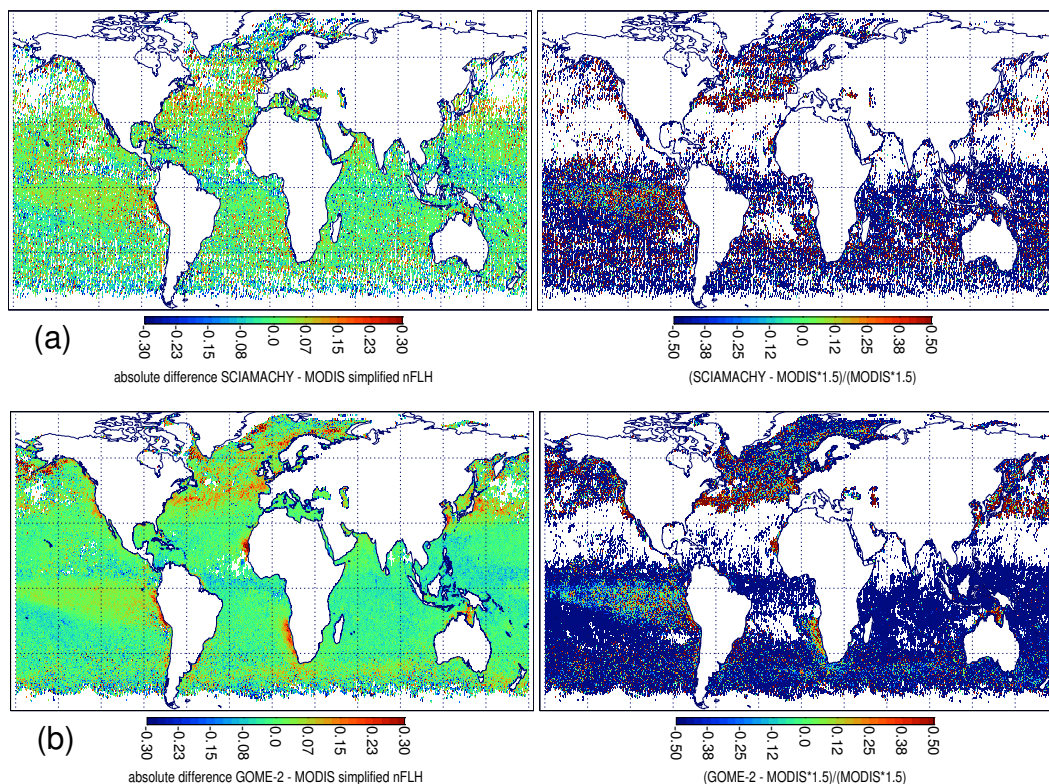 (a)
-0.30 -0.23 -0.15 -0.08 0.0 0.07 0.15 0.23 0.30
absolute difference SCIAMACHY - MODIS simplified nFLH
-0.50 -0.38 -0.25 -0.12 0.0 0.12 0.25 0.38 0.50
(SCIAMACHY - MODIS*1.5)/(MODIS*1.5)
(b)
-0.30 -0.23 -0.15 -0.08 0.0 0.07 0.15 0.23 0.30
absolute difference GOME-2 - MODIS simplified nFLH
-0.50 -0.38 -0.25 -0.12 0.0 0.12 0.25 0.38 0.50
(GOME-2 - MODIS*1.5)/(MODIS*1.5)